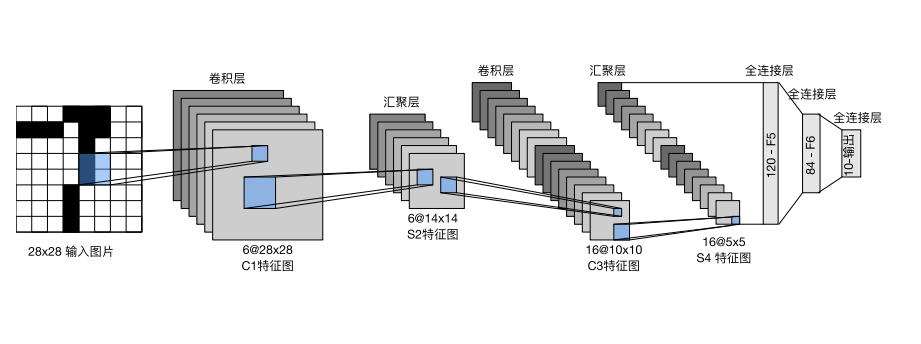 卷积层
汇聚层
卷积层
汇聚层
全连接层
全连接层
全连接层
120 - F5
84 - F6
10-输出
28x28 输入图片
6@28x28
C1特征图
6@14x14
S2特征图
16@10x10
C3特征图
16@5x5
S4 特征图